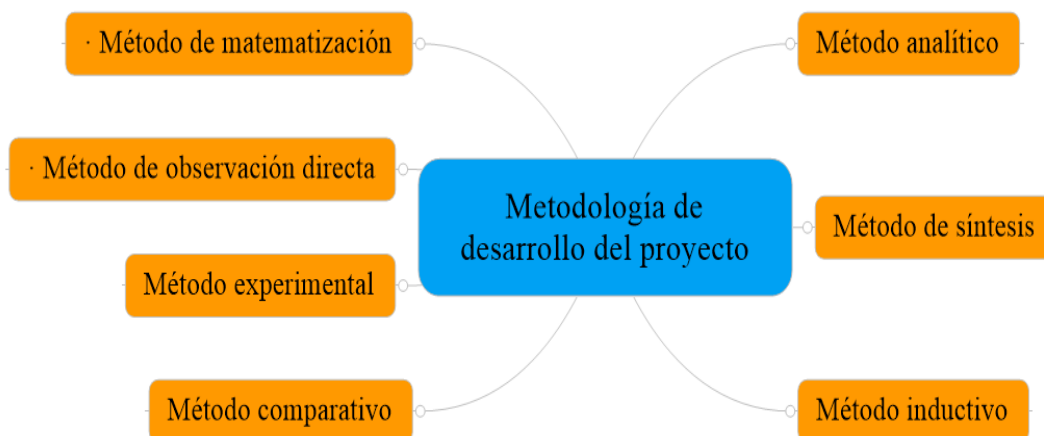 · Método de matematización
Método analítico
· Método de observación directa
Metodología de
desarrollo del proyecto
Método de síntesis
Método experimental
Método comparativo
Método inductivo